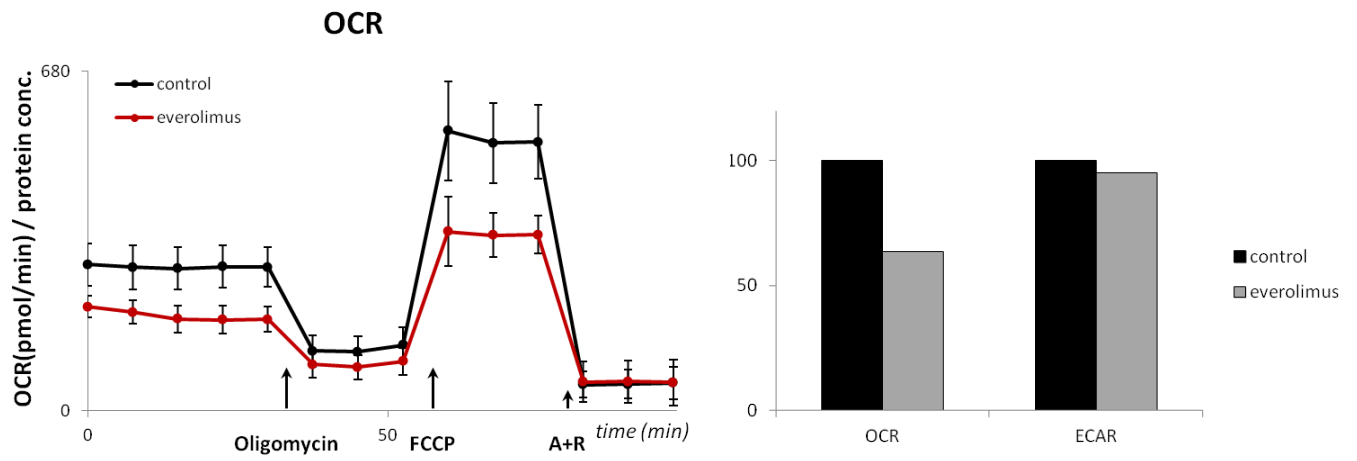 OCR
OCR(pmol/min) / protein conc.
680
control
everolimus
0
0
50
time (min)
Oligomycin
FCCP
A+R
100
50
0
OCR
ECAR
control
everolimus